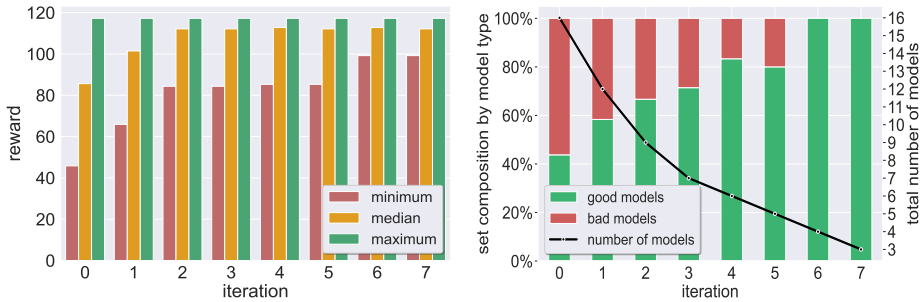 reward
120
100
80
60
40
20
0
minimum
median
maximum
0 1 2 3 4 5 6 7
iteration
set composition by model type
100%
80%
60%
40%
20%
0%
good models
bad models
number of models
0 1 2 3 4 5 6 7
iteration
16
15
14
13
12
11
10
9
8
7
6
5
4
3
total number of models